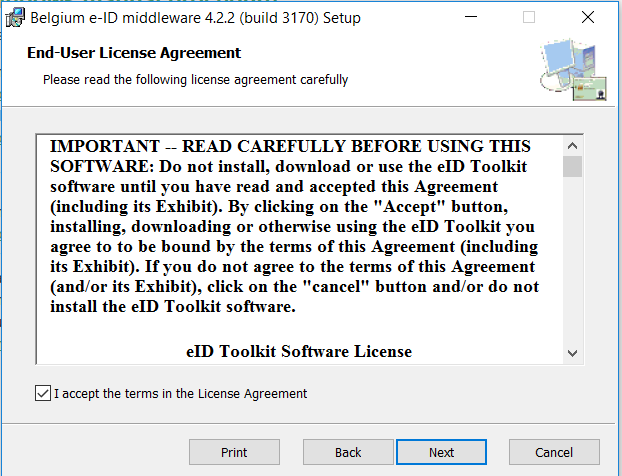 Belgium e-ID middleware 4.2.2 (build 3170) Setup
End-User License Agreement
Please read the following license agreement carefully
IMPORTANT -- READ CAREFULLY BEFORE USING THIS
SOFTWARE: Do not install, download or use the eID Toolkit
software until you have read and accepted this Agreement
(including its Exhibit). By clicking on the "Accept" button,
installing, downloading or otherwise using the eID Toolkit you
agree to to be bound by the terms of this Agreement (including
its Exhibit). If you do not agree to the terms of this Agreement
(and/or its Exhibit), click on the "cancel" button and/or do not
install the eID Toolkit software.
eID Toolkit Software License
I accept the terms in the License Agreement
Print
Back
Next
Cancel